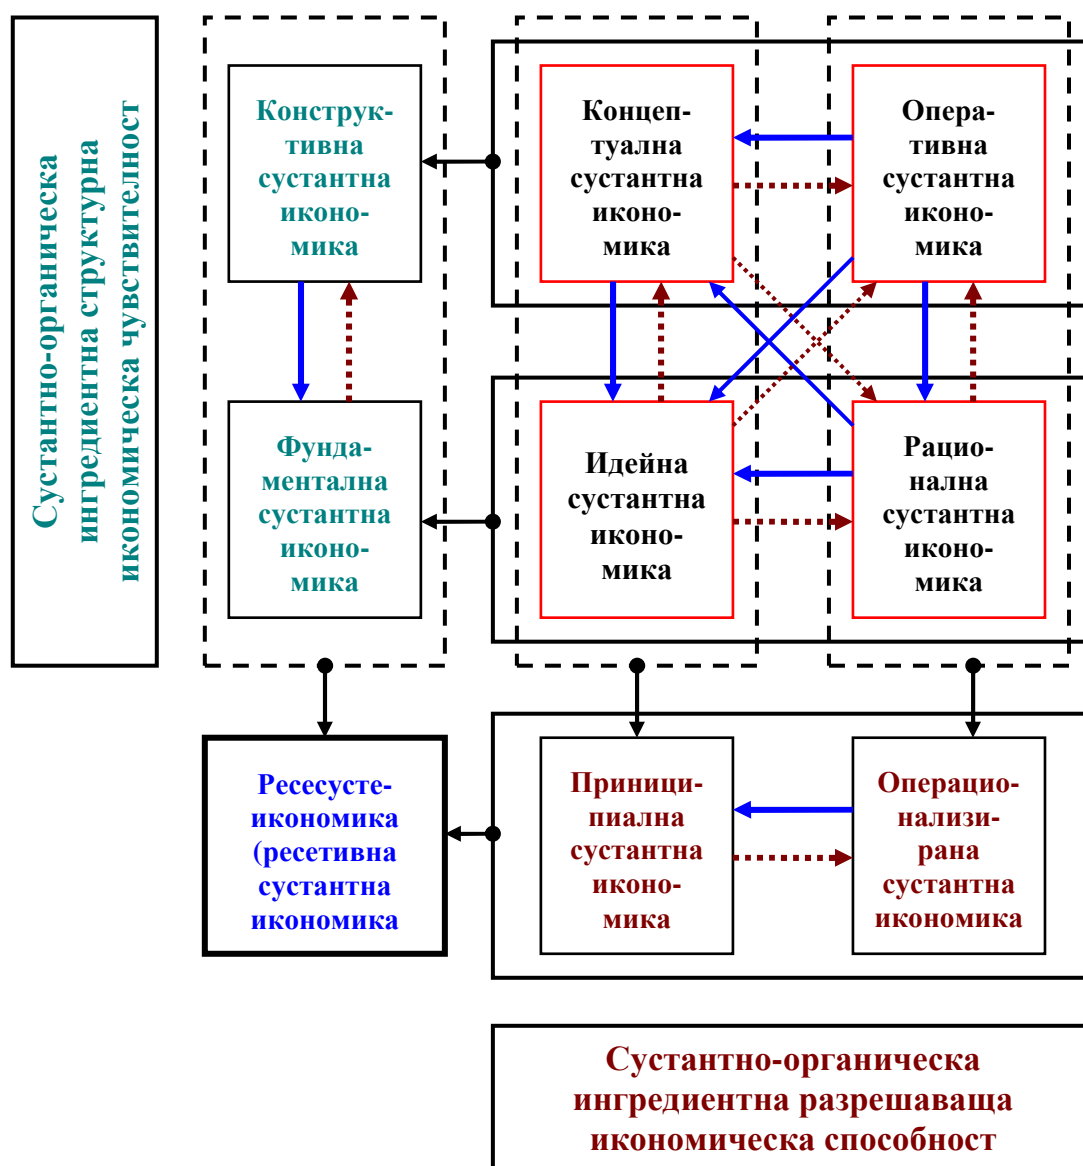 Сустантно-органическа
ингредиентна структурна
икономическа чувствителност
Конструк-
тивна
сустантна
иконо-
мика
Концеп-
туална
сустантна
иконо-
мика
Опера-
тивна
сустантна
иконо-
мика
Фунда-
ментална
сустантна
иконо-
мика
Идейна
сустантна
иконо-
мика
Рацио-
нална
сустантна
иконо-
мика
Ресесусте-
икономика
(ресетивна
сустантна
икономика
Приници-
пиална
сустантна
иконо-
мика
Операцио-
нализи-
рана
сустантна
икономика
Сустантно-органическа
ингредиентна разрешаваща
икономическа способност